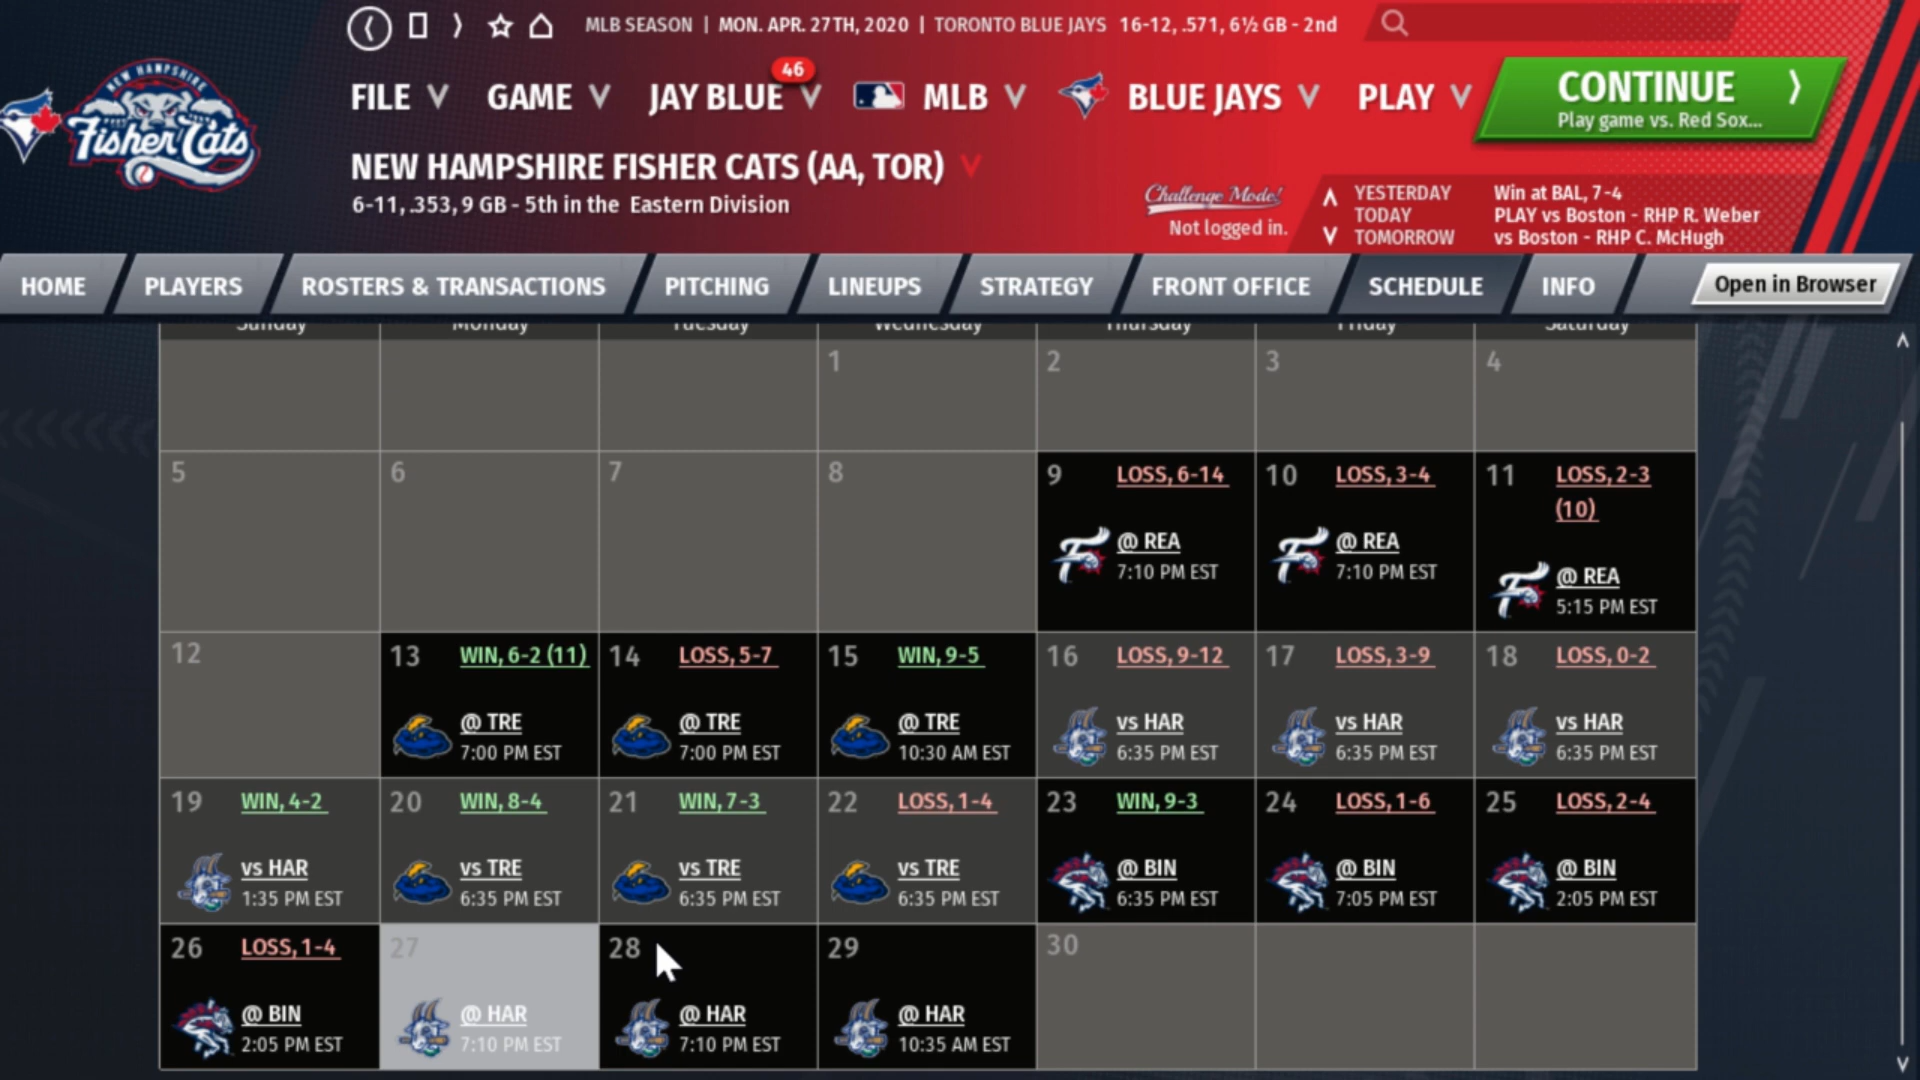 MLB SEASON | MON. APR. 27TH, 2020 | TORONTO BLUE JAYS 16-12, .571, 6½ GB - 2nd
NEW HAMPSHIRE
Fisher Cats
FILE GAME JAY BLUE 46 MLB BLUE JAYS PLAY
CONTINUE
Play game vs. Red Sox...
NEW HAMPSHIRE FISHER CATS (AA, TOR)
6-11, .353, 9 GB - 5th in the Eastern Division
Challenge Mode!
Not logged in.
YESTERDAY Win at BAL, 7-4
TODAY PLAY vs Boston - RHP R. Weber
TOMORROW vs Boston - RHP C. McHugh
HOME PLAYERS ROSTERS & TRANSACTIONS PITCHING LINEUPS STRATEGY FRONT OFFICE SCHEDULE INFO Open in Browser
Sunday Monday Tuesday Wednesday Thursday Friday Saturday
1 2 3 4
5 6 7 8 9 LOSS, 6-14 10 LOSS, 3-4 11 LOSS, 2-3
(10)
@ REA @ REA
7:10 PM EST 7:10 PM EST
@ REA
5:15 PM EST
12 13 WIN, 6-2 (11) 14 LOSS, 5-7 15 WIN, 9-5 16 LOSS, 9-12 17 LOSS, 3-9 18 LOSS, 0-2
@ TRE @ TRE @ TRE vs HAR vs HAR vs HAR
7:00 PM EST 7:00 PM EST 10:30 AM EST 6:35 PM EST 6:35 PM EST 6:35 PM EST
19 WIN, 4-2 20 WIN, 8-4 21 WIN, 7-3 22 LOSS, 1-4 23 WIN, 9-3 24 LOSS, 1-6 25 LOSS, 2-4
vs HAR vs TRE vs TRE vs TRE @ BIN @ BIN @ BIN
1:35 PM EST 6:35 PM EST 6:35 PM EST 6:35 PM EST 6:35 PM EST 7:05 PM EST 2:05 PM EST
26 LOSS, 1-4 27 28 29 30
@ BIN @ HAR @ HAR @ HAR
2:05 PM EST 7:10 PM EST 7:10 PM EST 10:35 AM EST